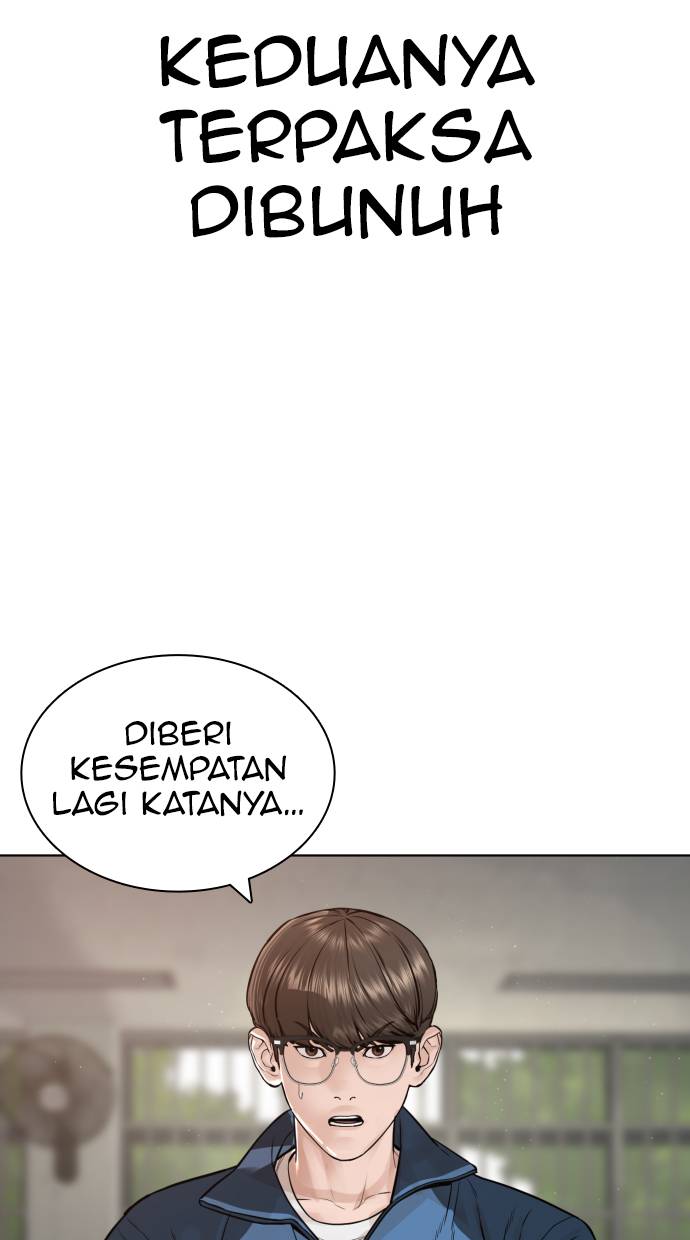 KEDUANYA
TERPAKSA
DIBUNUH
DIBERI
KESEMPATAN
LAGI KATANYA...